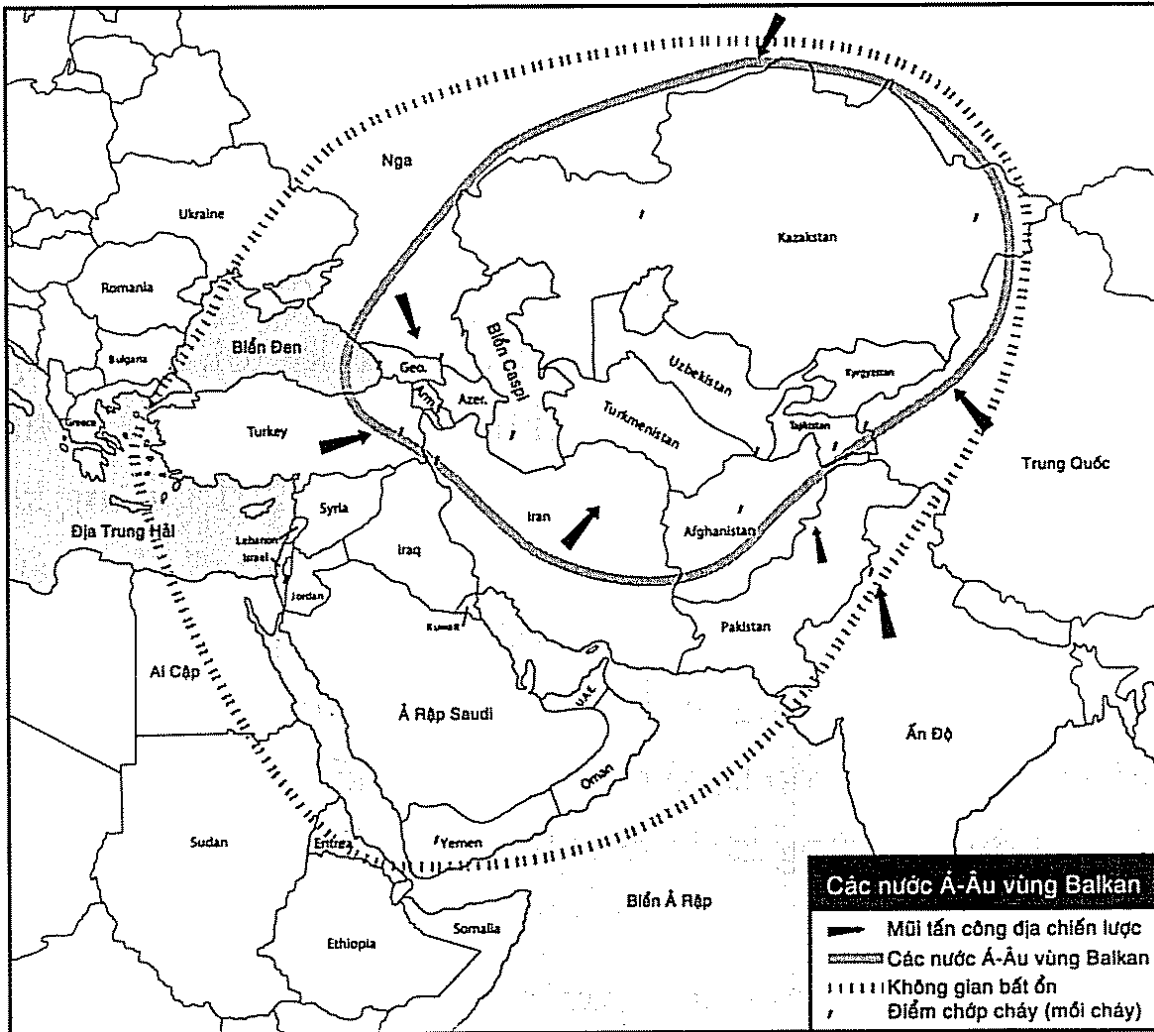 Nga
Ukraine
Kazakstan
Romania
Biển Đen
Biển Caspi
Bulgaria
Geo.
Uzbekistan
Kyrgyzstan
Arm.
Azer.
Greece
Turkey
Turkmenistan
Tajikistan
Trung Quốc
Địa Trung Hải
Syria
Iran
Afghanistan
Lebanon
Israel
Iraq
Jordan
Kuwait
Pakistan
Ai Cập
Ả Rập Saudi
UAE
Ấn Độ
Oman
Sudan
Eritrea
Yemen
Biển Ả Rập
Somalia
Ethiopia
Các nước Á-Âu vùng Balkan
Mũi tấn công địa chiến lược
Các nước Á-Âu vùng Balkan
Không gian bất ổn
Điểm chớp cháy (mồi cháy)